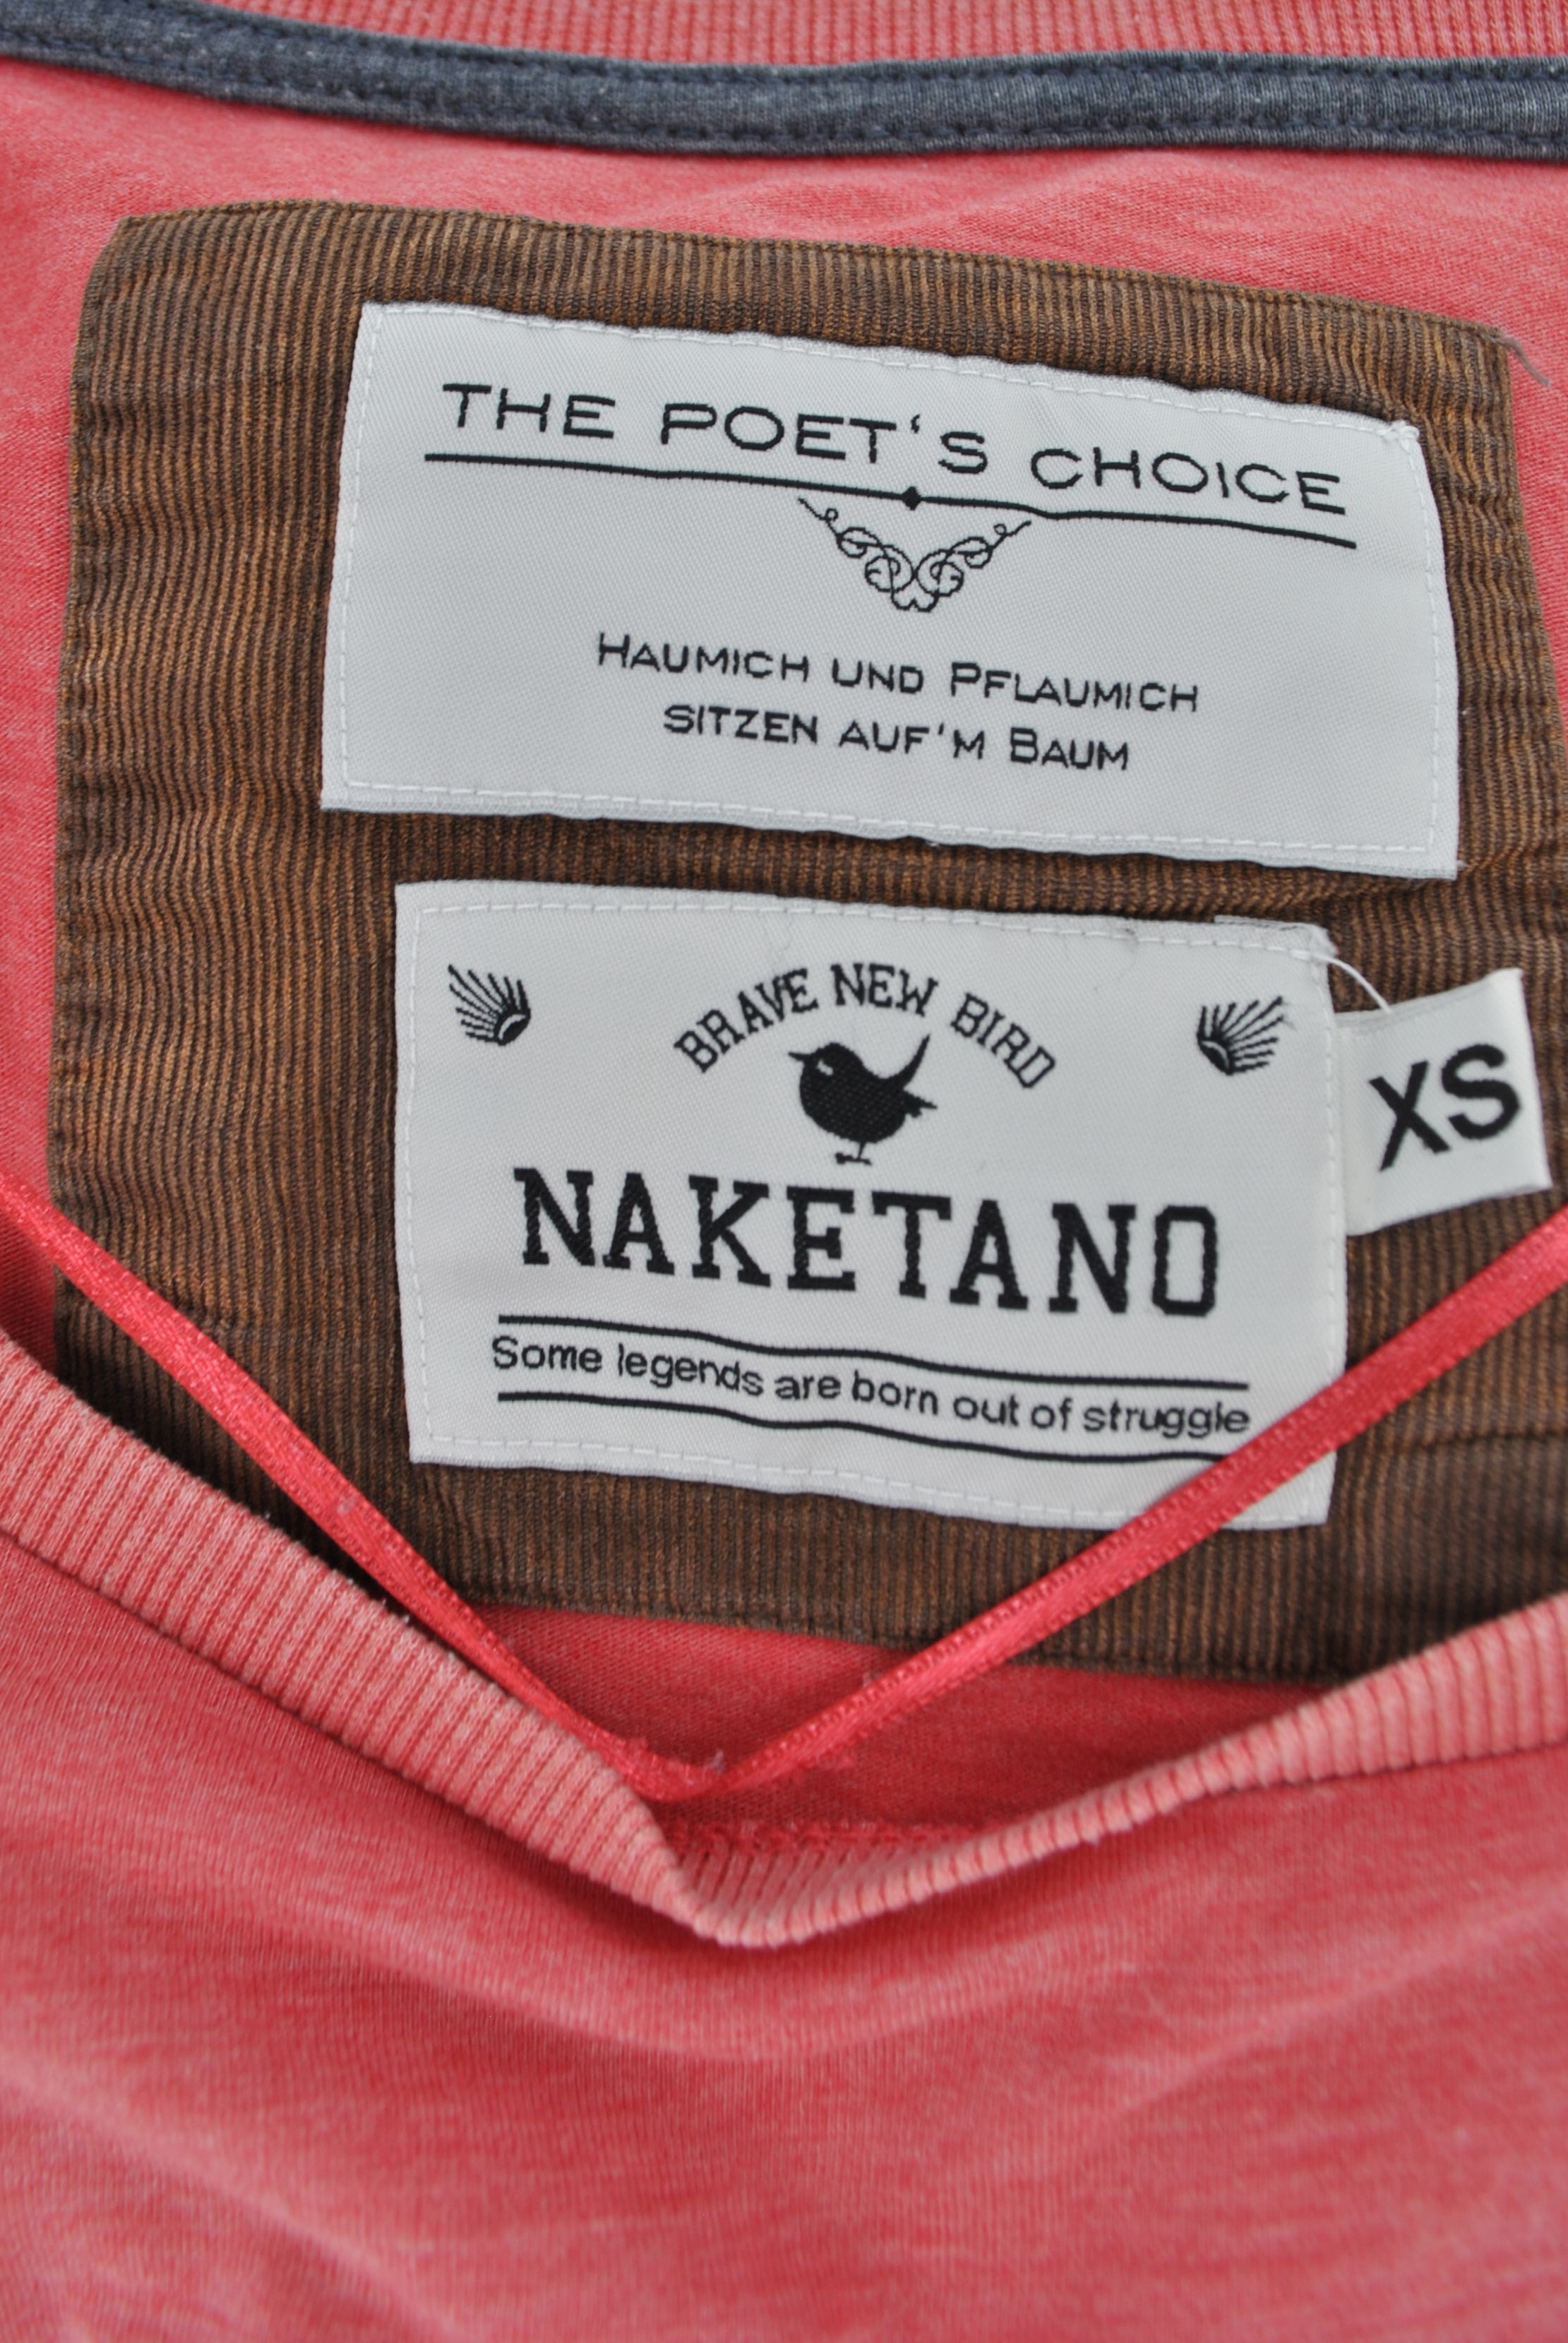 THE POET'S CHOICE
HAUMICH UND PFLAUMICH
SITZEN AUF'M BAUM
BRAVE NEW BIRD
NAKETANO
XS
Some legends are born out of struggle